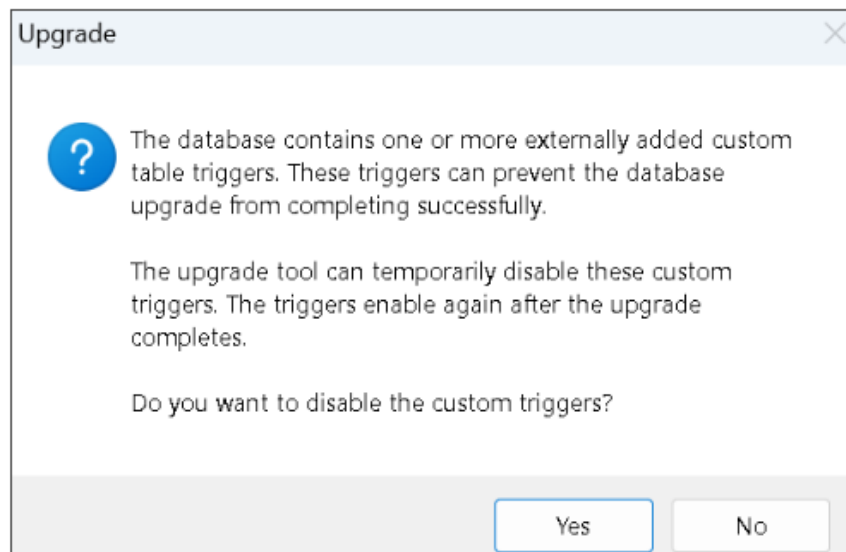 Upgrade
?
The database contains one or more externally added custom
table triggers. These triggers can prevent the database
upgrade from completing successfully.
The upgrade tool can temporarily disable these custom
triggers. The triggers enable again after the upgrade
completes.
Do you want to disable the custom triggers?
Yes
No